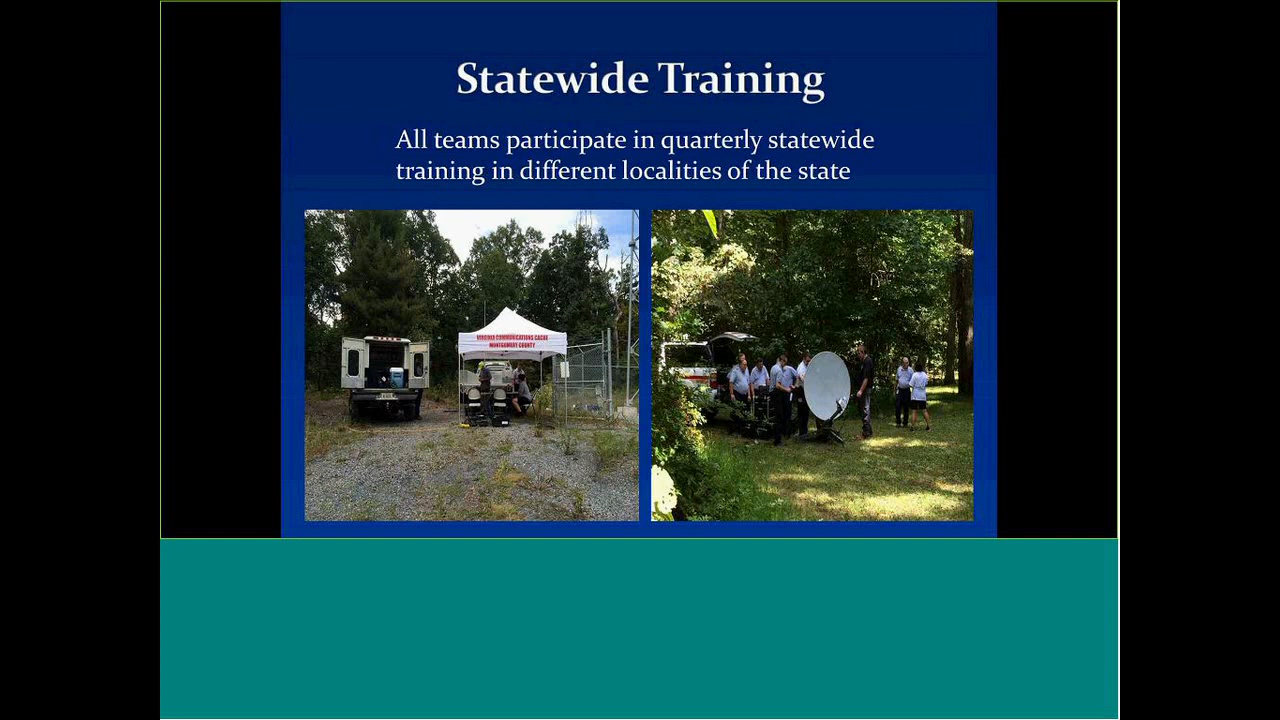 Statewide Training
All teams participate in quarterly statewide
training in different localities of the state
VIRGINIA COMMUNICATIONS CACHE
MONTGOMERY COUNTY